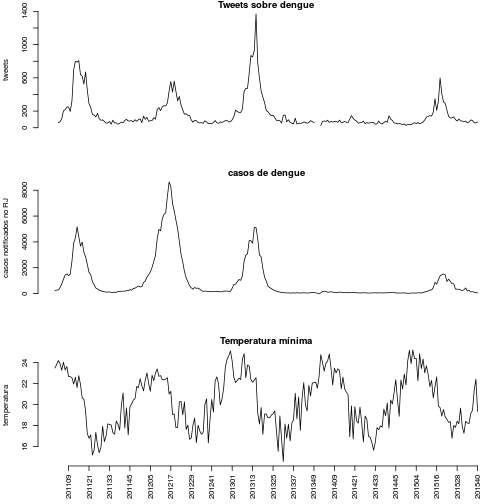 Tweets sobre dengue
tweets
0 200 600 1000 1400
casos de dengue
casos notificados no RJ
0 2000 4000 6000 8000
Temperatura mínima
temperatura
16 18 20 22 24
201109 201121 201133 201145 201205 201217 201229 201241 201301 201313 201325 201337 201349 201409 201421 201433 201445 201504 201516 201528 201540